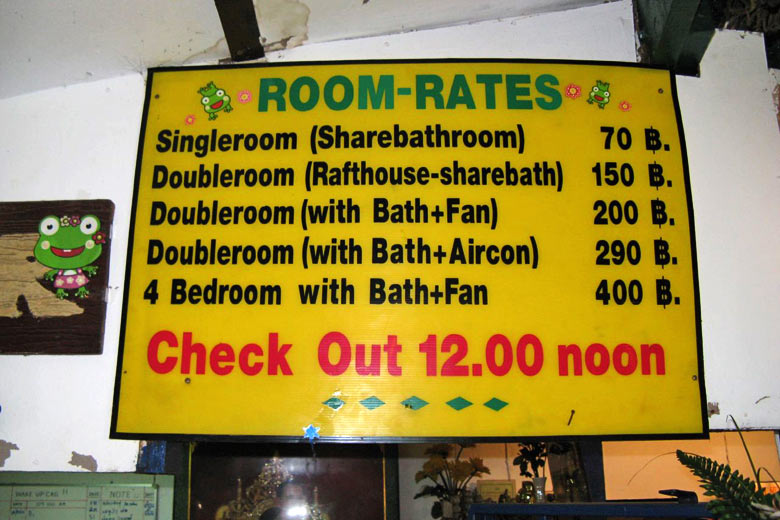 ROOM-RATES
Singleroom (Sharebathroom) 70 ฿.
Doubleroom (Rafthouse-sharebath) 150 ฿.
Doubleroom (with Bath+Fan) 200 ฿.
Doubleroom (with Bath+Aircon) 290 ฿.
4 Bedroom with Bath+Fan 400 ฿.
Check Out 12.00 noon
NOTE